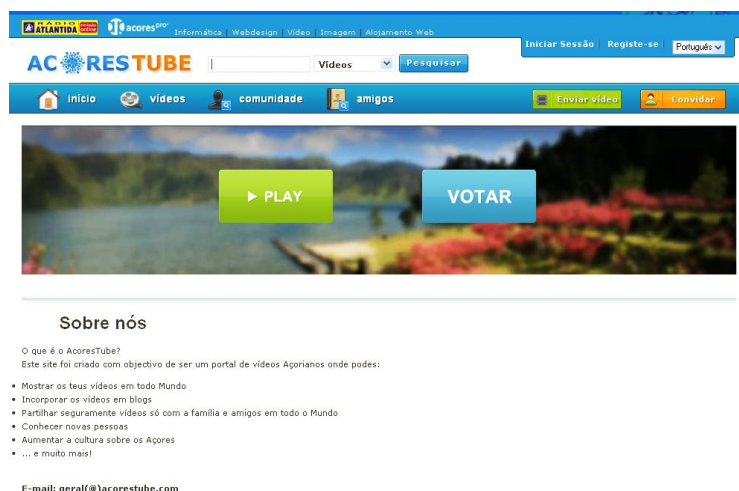 RÁDIO
ATLANTIDA
acores pro.
Informática | Webdesign | Vídeo | Imagem | Alojamento Web
Iniciar Sessão | Registe-se | Português
ACORESTUBE
Vídeos
Pesquisar
início
vídeos
comunidade
amigos
Enviar vídeo
Convidar
PLAY
VOTAR
Sobre nós
O que é o AcoresTube?
Este site foi criado com objectivo de ser um portal de vídeos Açorianos onde podes:
• Mostrar os teus vídeos em todo Mundo
• Incorporar os vídeos em blogs
• Partilhar seguramente vídeos só com a família e amigos em todo o Mundo
• Conhecer novas pessoas
• Aumentar a cultura sobre os Açores
• ... e muito mais!
E-mail: geral(@)acorestube.com